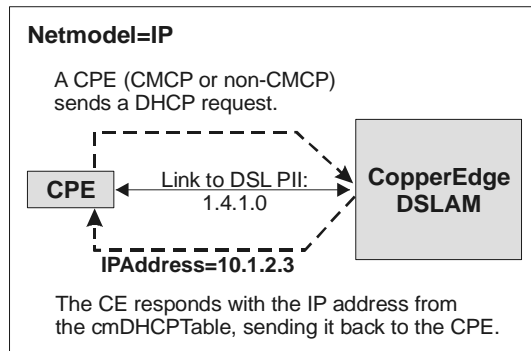 Netmodel=IP
A CPE (CMCP or non-CMCP)
sends a DHCP request.
CPE
Link to DSL PII:
1.4.1.0
CopperEdge
DSLAM
IPAddress=10.1.2.3
The CE responds with the IP address from
the cmDHCPTable, sending it back to the CPE.